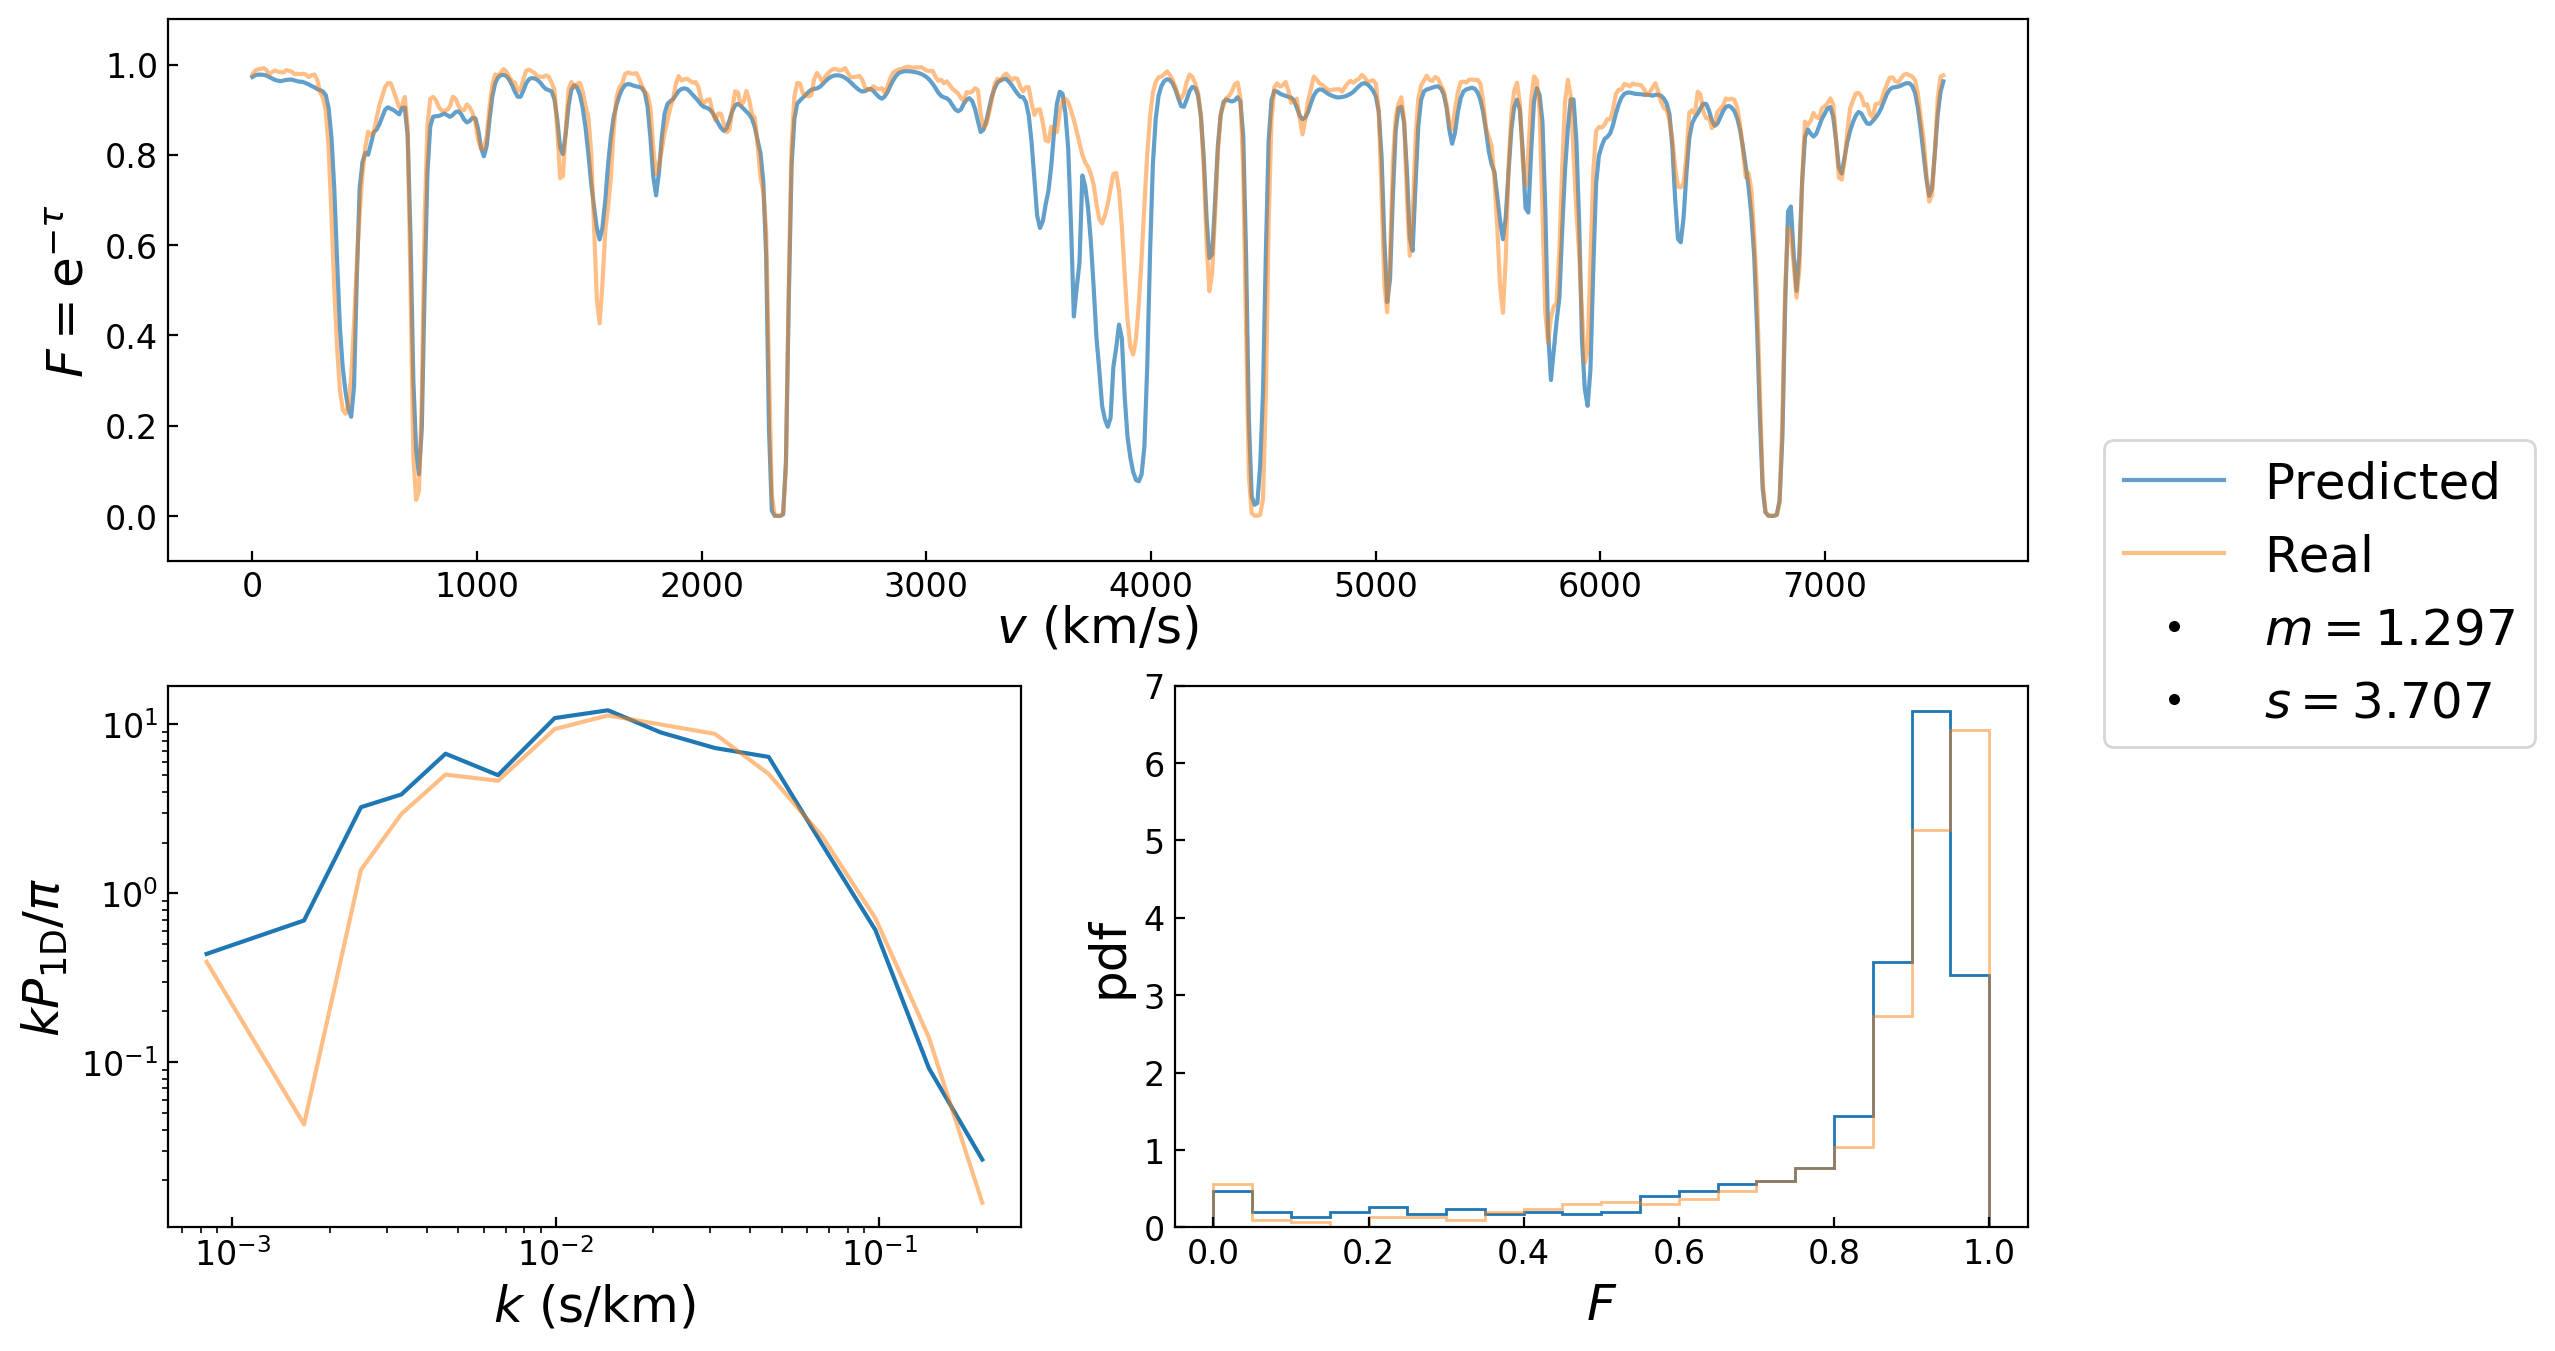 1.0
0.8
0.6
0.4
0.2
0.0
F = e^{−τ}
0 1000 2000 3000 4000 5000 6000 7000
v (km/s)
Predicted
Real
m = 1.297
s = 3.707
10^1
10^0
10^{−1}
kP_{1D}/π
10^{−3} 10^{−2} 10^{−1}
k (s/km)
7
6
5
4
3
2
1
0
pdf
0.0 0.2 0.4 0.6 0.8 1.0
F